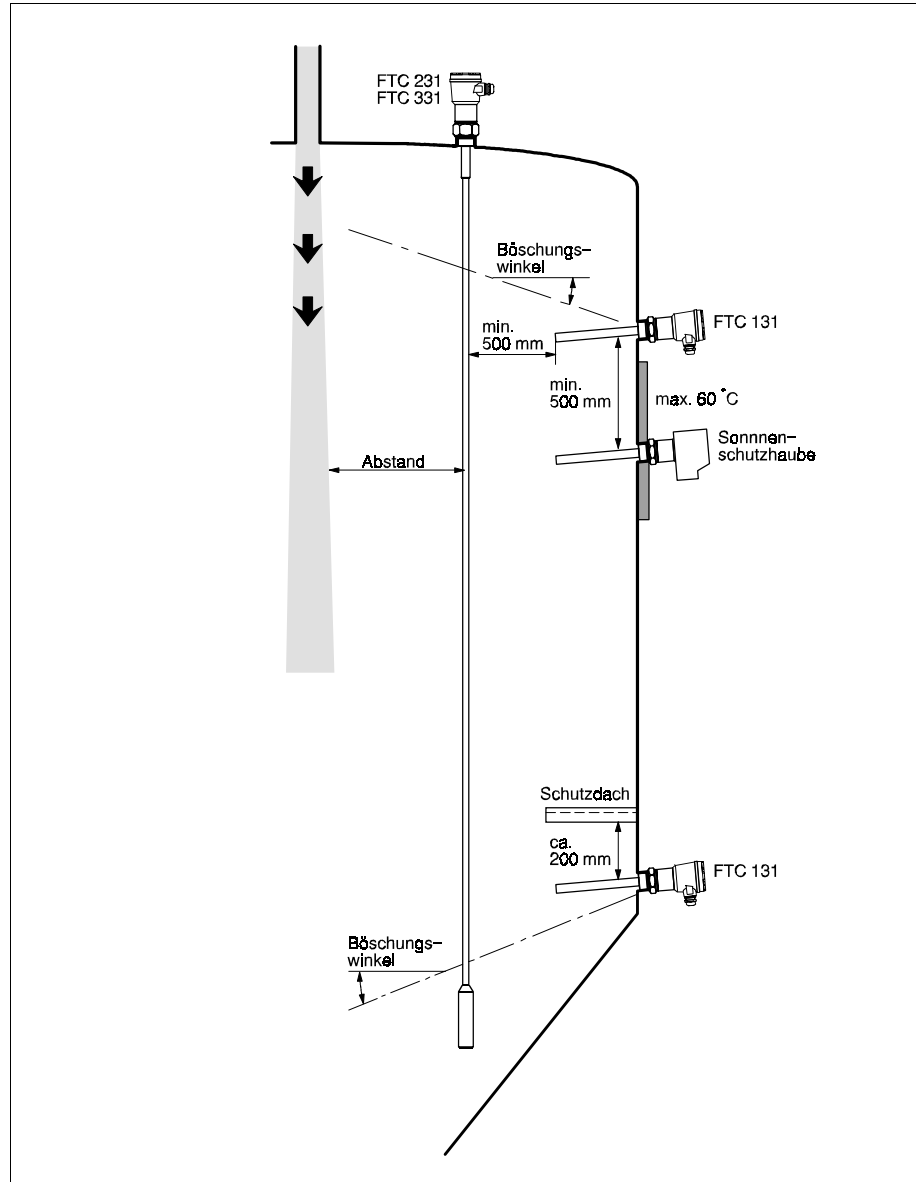 FTC 231
FTC 331
Böschungs–
winkel
FTC 131
min.
500 mm
min.
500 mm
max. 60 °C
Sonnnen–
schutzhaube
Abstand
Schutzdach
ca.
200 mm
FTC 131
Böschungs–
winkel